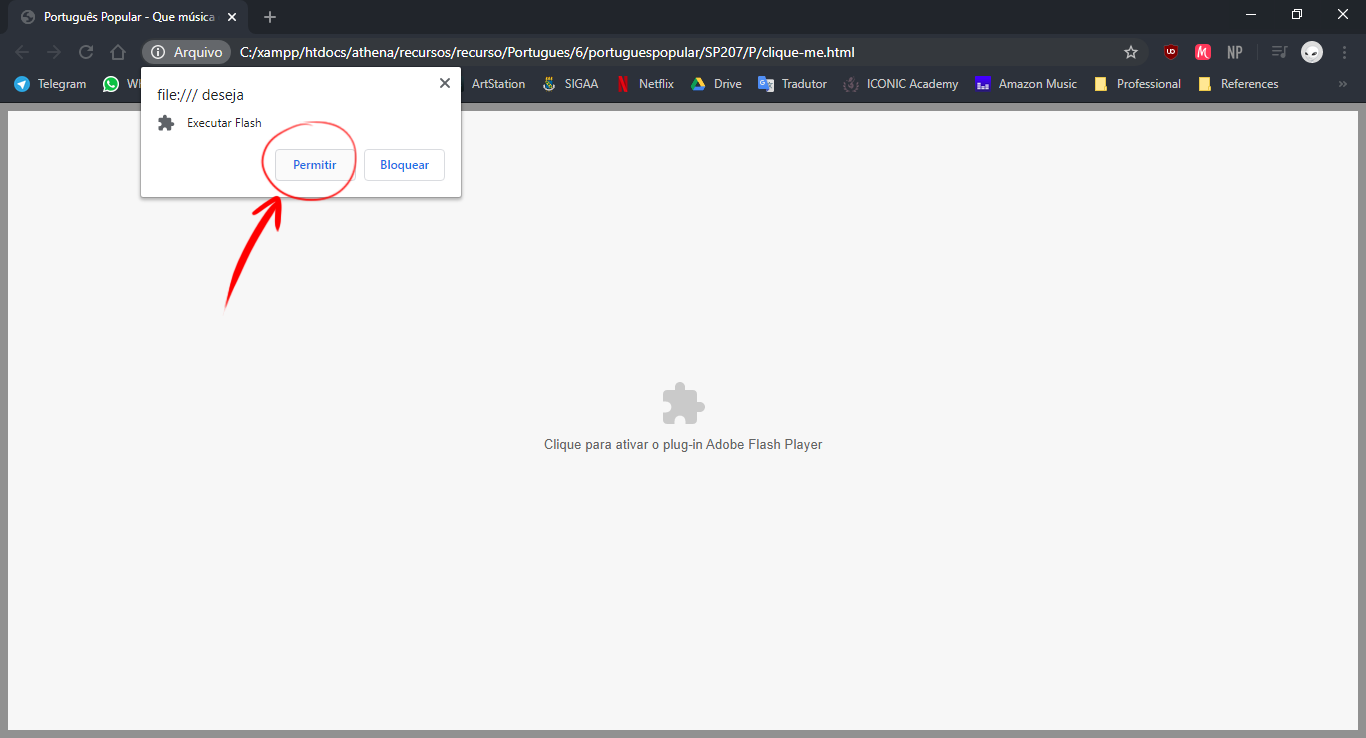 Português Popular - Que música
Arquivo C:/xampp/htdocs/athena/recursos/recurso/Portugues/6/portuguespopular/SP207/P/clique-me.html
UD M NP
Telegram Wh ArtStation SIGAA Netflix Drive Tradutor ICONIC Academy Amazon Music Professional References »
file:/// deseja
Executar Flash
Permitir Bloquear
Clique para ativar o plug-in Adobe Flash Player